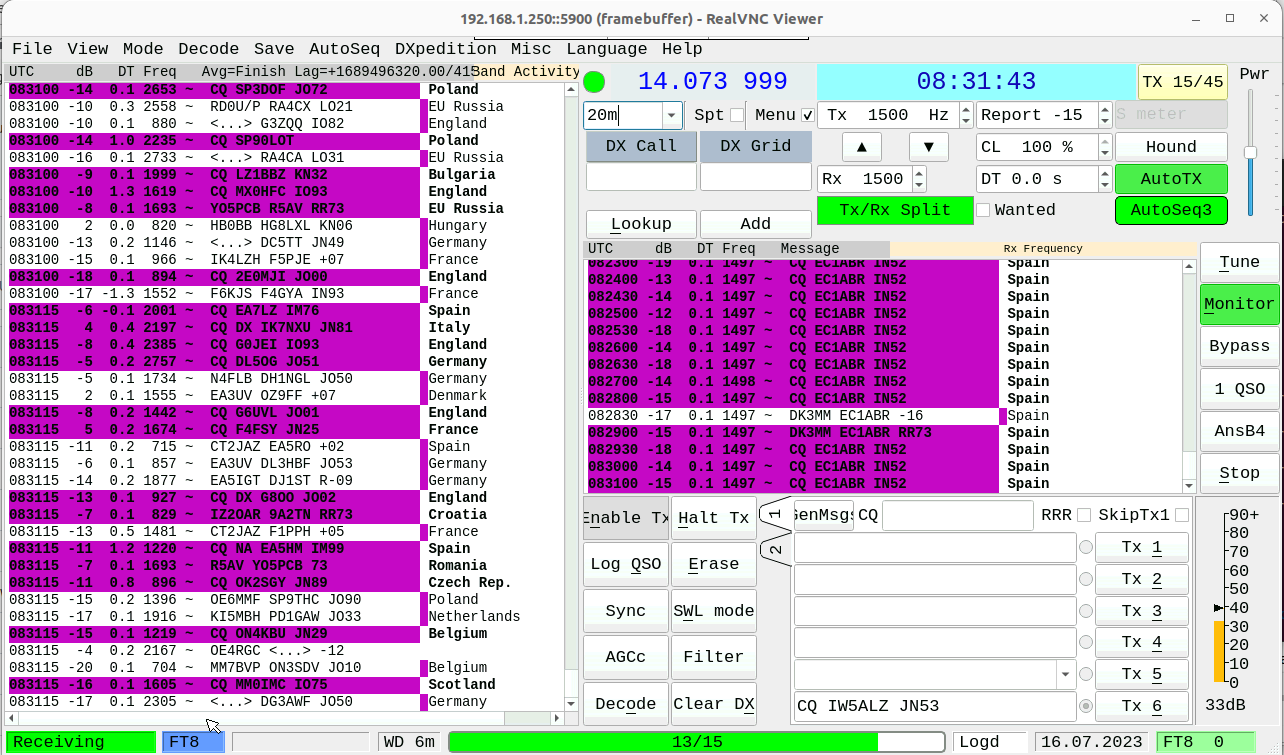 192.168.1.250::5900 (framebuffer) - RealVNC Viewer
File View Mode Decode Save AutoSeq DXpedition Misc Language Help
UTC dB DT Freq Avg=Finish Lag=+1689496320.00/415 Band Activity
083100 -14 0.1 2653 ~ CQ SP3DOF JO72 Poland
083100 -10 0.3 2558 ~ RD0U/P RA4CX LO21 EU Russia
083100 -10 0.1 880 ~ <...> G3ZQQ IO82 England
083100 -14 1.0 2235 ~ CQ SP90LOT Poland
083100 -16 0.1 2733 ~ <...> RA4CA LO31 EU Russia
083100 -9 0.1 1999 ~ CQ LZ1BBZ KN32 Bulgaria
083100 -10 1.3 1619 ~ CQ MX0HFC IO93 England
083100 -8 0.1 1693 ~ YO5PCB R5AV RR73 EU Russia
083100 2 0.0 820 ~ HB0BB HG8LXL KN06 Hungary
083100 -13 0.2 1146 ~ <...> DC5TT JN49 Germany
083100 -15 0.1 966 ~ IK4LZH F5PJE +07 France
083100 -18 0.1 894 ~ CQ 2E0MJI JO00 England
083100 -17 -1.3 1552 ~ F6KJS F4GYA IN93 France
083115 -6 -0.1 2001 ~ CQ EA7LZ IM76 Spain
083115 4 0.4 2197 ~ CQ DX IK7NXU JN81 Italy
083115 -8 0.4 2385 ~ CQ G0JEI IO93 England
083115 -5 0.2 2757 ~ CQ DL5OG JO51 Germany
083115 -5 0.1 1734 ~ N4FLB DH1NGL JO50 Germany
083115 2 0.1 1555 ~ EA3UV OZ9FF +07 Denmark
083115 -8 0.2 1442 ~ CQ G6UVL JO01 England
083115 5 0.2 1674 ~ CQ F4FSY JN25 France
083115 -11 0.2 715 ~ CT2JAZ EA5RO +02 Spain
083115 -6 0.1 857 ~ EA3UV DL3HBF JO53 Germany
083115 -14 0.2 1877 ~ EA5IGT DJ1ST R-09 Germany
083115 -13 0.1 927 ~ CQ DX G8OO JO02 England
083115 -7 0.1 829 ~ IZ2OAR 9A2TN RR73 Croatia
083115 -13 0.5 1481 ~ CT2JAZ F1PPH +05 France
083115 -11 1.2 1220 ~ CQ NA EA5HM IM99 Spain
083115 -7 0.1 1693 ~ R5AV YO5PCB 73 Romania
083115 -11 0.8 896 ~ CQ OK2SGY JN89 Czech Rep.
083115 -15 0.2 1396 ~ OE6MMF SP9THC JO90 Poland
083115 -17 0.1 1916 ~ KI5MBH PD1GAW JO33 Netherlands
083115 -15 0.1 1219 ~ CQ ON4KBU JN29 Belgium
083115 -4 0.2 2167 ~ OE4RGC <...> -12
083115 -20 0.1 704 ~ MM7BVP ON3SDV JO10 Belgium
083115 -16 0.1 1605 ~ CQ MM0IMC IO75 Scotland
083115 -17 0.1 2305 ~ <...> DG3AWF JO50 Germany
14.073 999 08:31:43 TX 15/45 Pwr
20m Spt Menu Tx 1500 Hz Report -15 S meter
DX Call DX Grid ▲ ▼ CL 100 % Hound
Rx 1500 DT 0.0 s AutoTX
Lookup Add Tx/Rx Split Wanted AutoSeq3
UTC dB DT Freq Message Rx Frequency
082300 -19 0.1 1497 ~ CQ EC1ABR IN52 Spain
082400 -13 0.1 1497 ~ CQ EC1ABR IN52 Spain
082430 -14 0.1 1497 ~ CQ EC1ABR IN52 Spain
082500 -12 0.1 1497 ~ CQ EC1ABR IN52 Spain
082530 -18 0.1 1497 ~ CQ EC1ABR IN52 Spain
082600 -14 0.1 1497 ~ CQ EC1ABR IN52 Spain
082630 -18 0.1 1497 ~ CQ EC1ABR IN52 Spain
082700 -14 0.1 1498 ~ CQ EC1ABR IN52 Spain
082800 -15 0.1 1497 ~ CQ EC1ABR IN52 Spain
082830 -17 0.1 1497 ~ DK3MM EC1ABR -16 Spain
082900 -15 0.1 1497 ~ DK3MM EC1ABR RR73 Spain
082930 -18 0.1 1497 ~ CQ EC1ABR IN52 Spain
083000 -14 0.1 1497 ~ CQ EC1ABR IN52 Spain
083100 -15 0.1 1497 ~ CQ EC1ABR IN52 Spain
Tune
Monitor
Bypass
1 QSO
AnsB4
Stop
Enable Tx Halt Tx
Log QSO Erase
Sync SWL mode
AGCc Filter
Decode Clear DX
1
2
GenMsgs CQ RRR SkipTx1
Tx 1
Tx 2
Tx 3
Tx 4
Tx 5
CQ IW5ALZ JN53 Tx 6
90+
80
70
60
50
40
30
20
10
0
33dB
Receiving FT8 WD 6m 13/15 Logd 16.07.2023 FT8 0